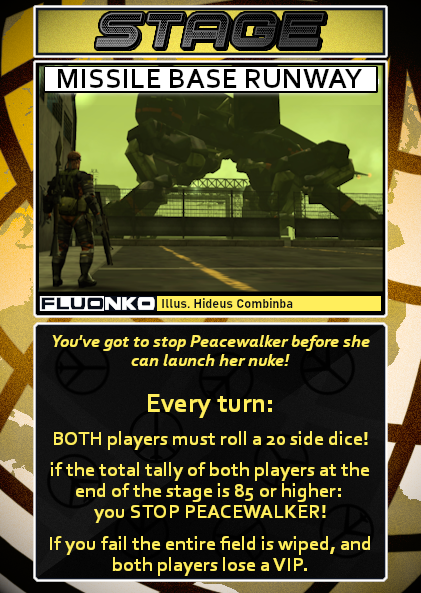 STAGE
MISSILE BASE RUNWAY
FLUONKO Illus. Hideus Combinba
You've got to stop Peacewalker before she
can launch her nuke!
Every turn:
BOTH players must roll a 20 side dice!
if the total tally of both players at the
end of the stage is 85 or higher:
you STOP PEACEWALKER!
If you fail the entire field is wiped, and
both players lose a VIP.